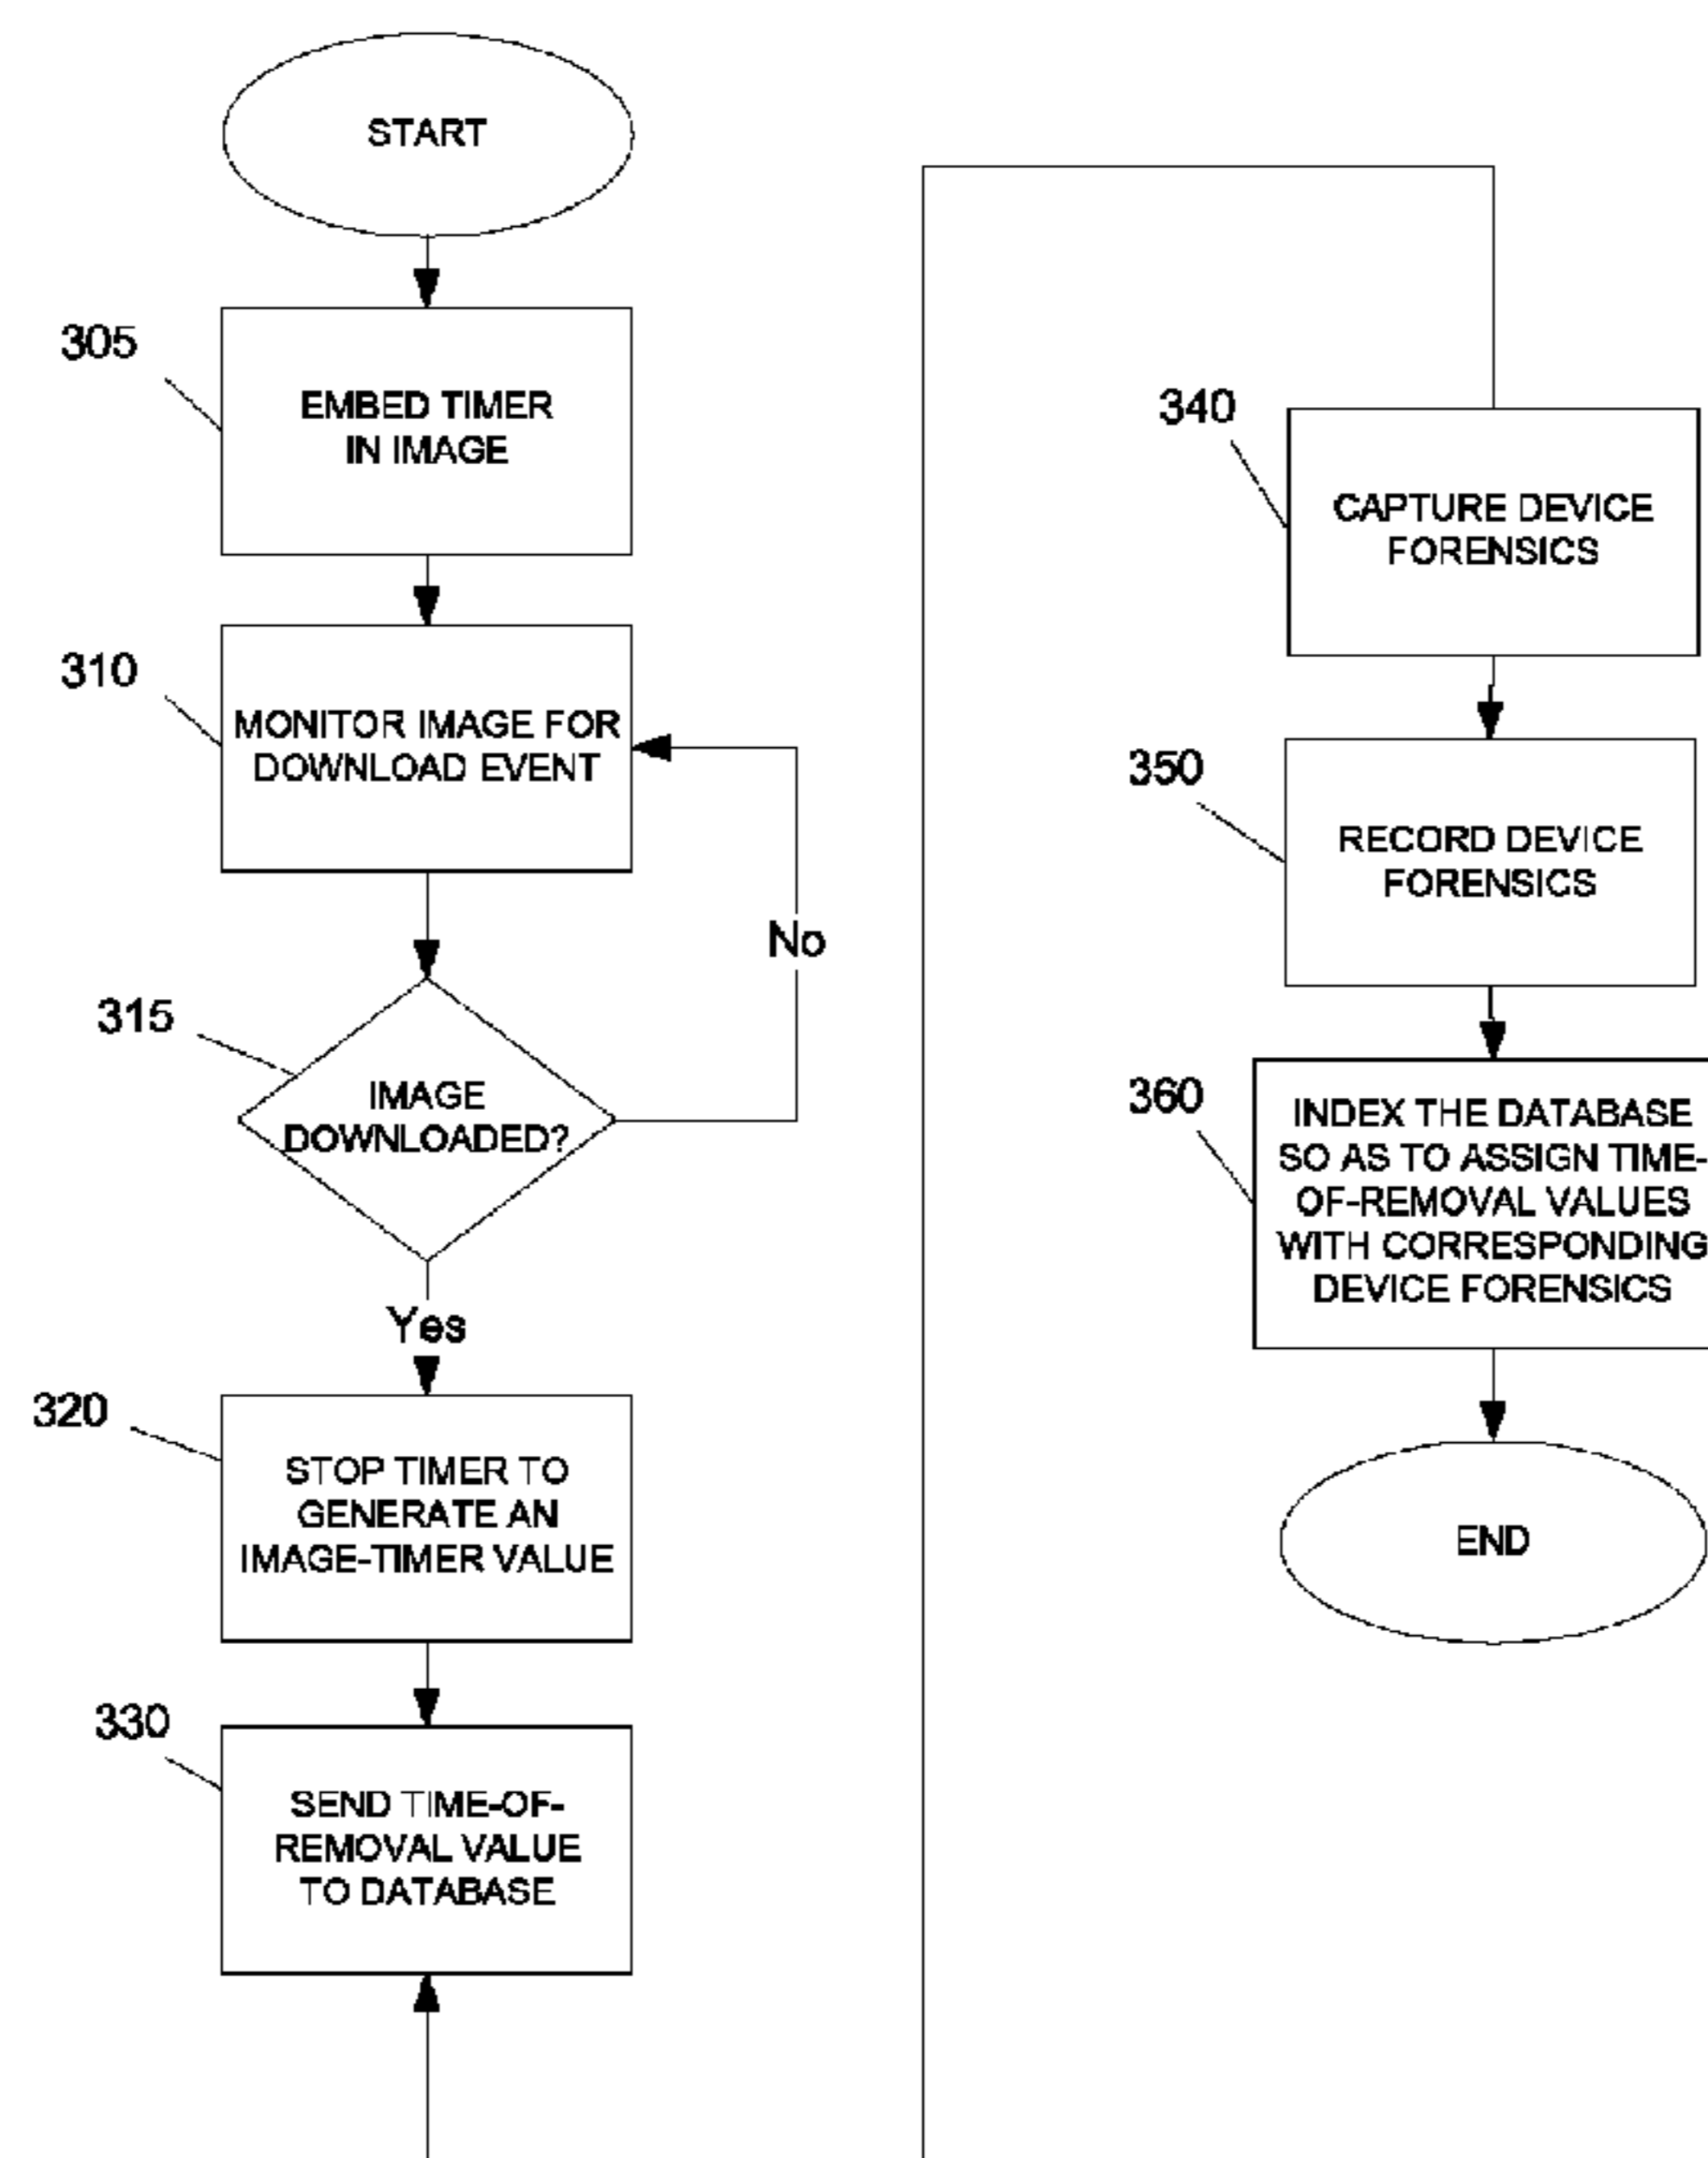 START
305
EMBED TIMER
IN IMAGE
310
MONITOR IMAGE FOR
DOWNLOAD EVENT
No
315
IMAGE
DOWNLOADED?
Yes
320
STOP TIMER TO
GENERATE AN
IMAGE-TIMER VALUE
330
SEND TIME-OF-
REMOVAL VALUE
TO DATABASE
340
CAPTURE DEVICE
FORENSICS
350
RECORD DEVICE
FORENSICS
360
INDEX THE DATABASE
SO AS TO ASSIGN TIME-
OF-REMOVAL VALUES
WITH CORRESPONDING
DEVICE FORENSICS
END